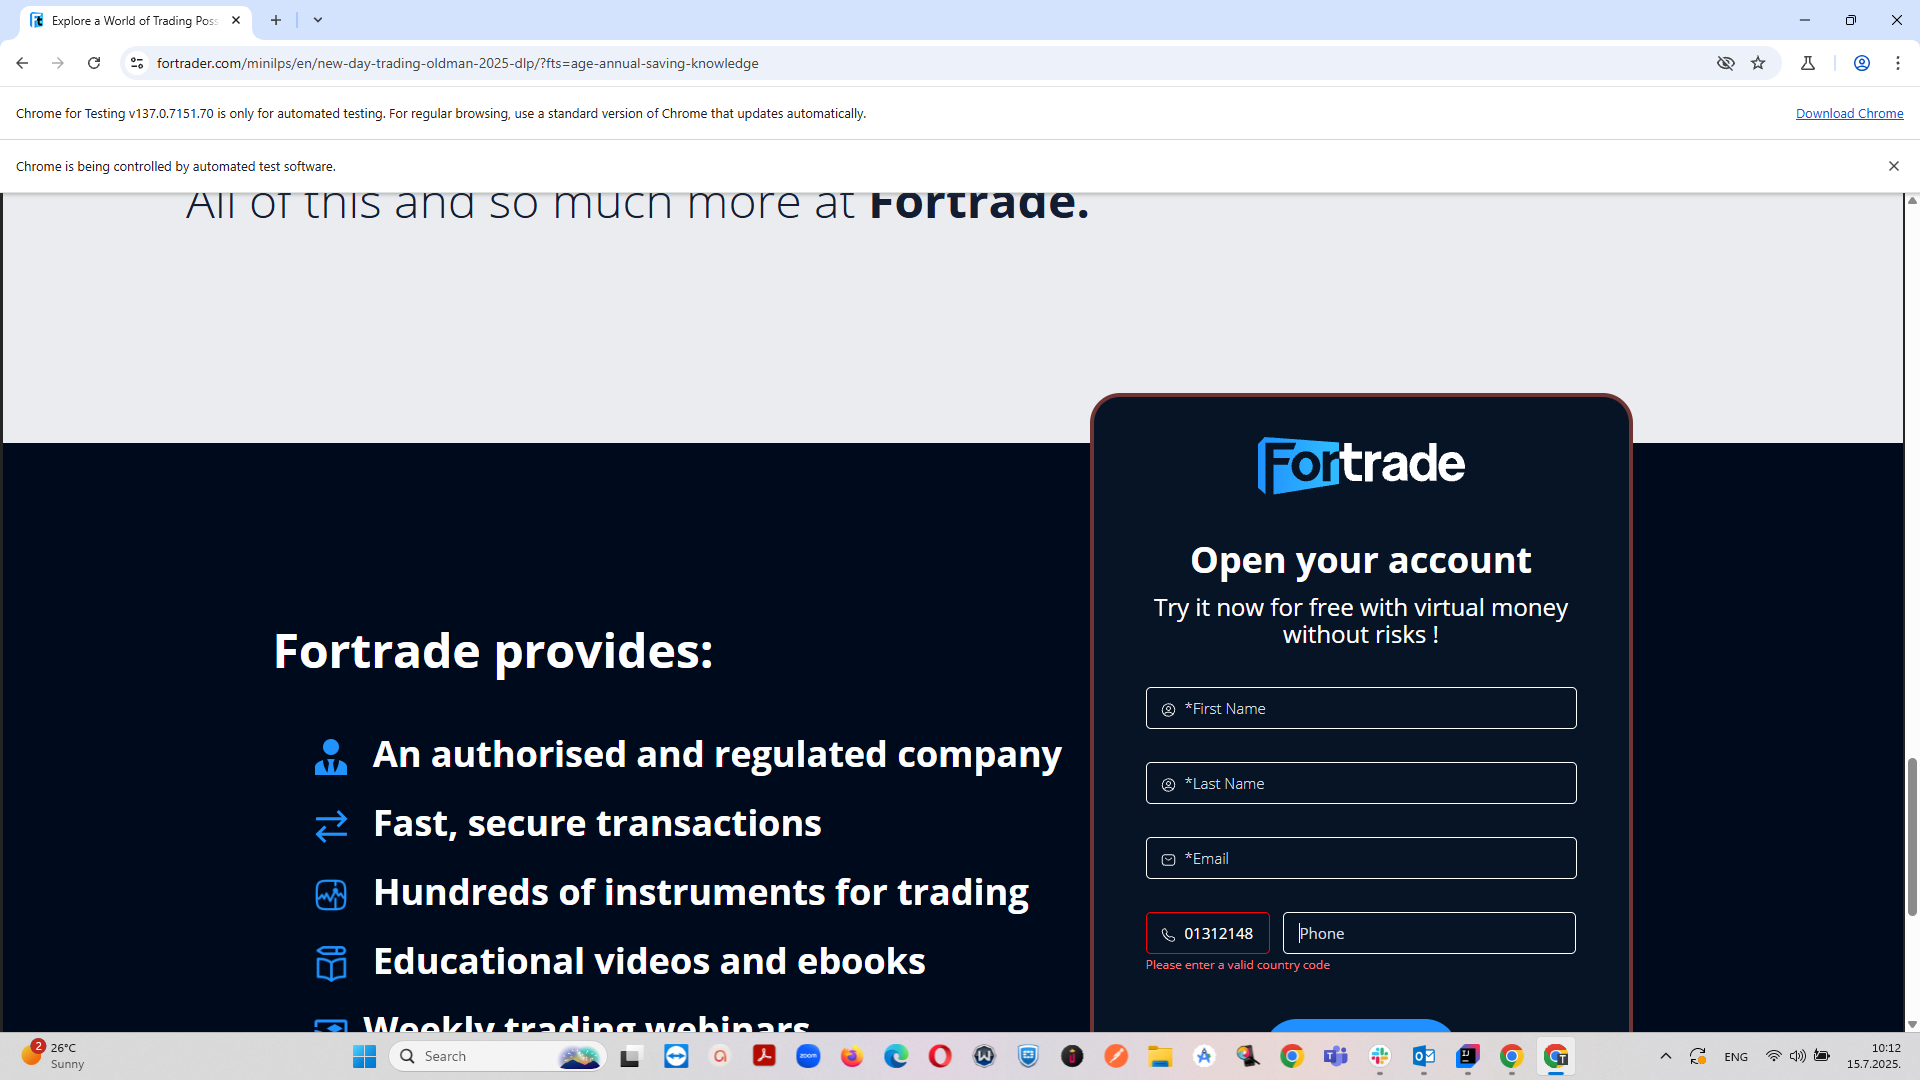 Explore a World of Trading Poss
fortrader.com/minilps/en/new-day-trading-oldman-2025-dlp/?fts=age-annual-saving-knowledge
Chrome for Testing v137.0.7151.70 is only for automated testing. For regular browsing, use a standard version of Chrome that updates automatically.
Download Chrome
Chrome is being controlled by automated test software.
All of this and so much more at Fortrade.
Fortrade
Open your account
Try it now for free with virtual money
without risks !
*First Name
*Last Name
*Email
01312148
Phone
Please enter a valid country code
Fortrade provides:
An authorised and regulated company
Fast, secure transactions
Hundreds of instruments for trading
Educational videos and ebooks
Weekly trading webinars
2
26°C
Sunny
Search
zoom
ENG
10:12
15.7.2025.